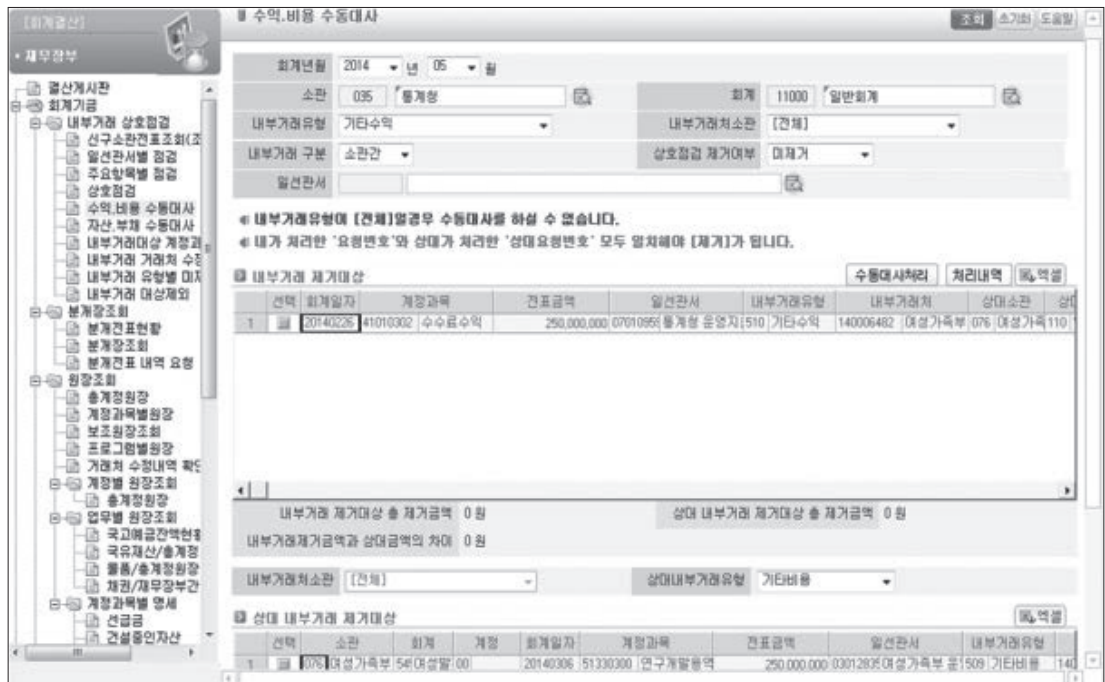 [회계결산]
• 재무장부
결산게시판
회계기금
내부거래 상호점검
신구소관전표조회(조
일선관서별 점검
주요항목별 점검
상호점검
수익.비용 수동대사
자산.부채 수동대사
내부거래대상 계정과
내부거래 거래처 수정
내부거래 유형별 미제
내부거래 대상제외
분개장조회
분개전표현황
분개장조회
분개전표 내역 요청
원장조회
총계정원장
계정과목별원장
보조원장조회
프로그램별원장
거래처 수정내역 확인
계정별 원장조회
총계정원장
업무별 원장조회
국고예금잔액현황
국유재산/총계정
물품/총계정원장
채권/재무장부간
계정과목별 명세
선급금
건설중인자산
수익.비용 수동대사
조회 초기화 도움말
회계년월 2014 년 05 월
소관 035 통계청 회계 11000 일반회계
내부거래유형 기타수익 내부거래처소관 [전체]
내부거래 구분 소관간 상호점검 제거여부 미제거
일선관서
내부거래유형이 [전체]일경우 수동대사를 하실 수 없습니다.
내가 처리한 '요청번호'와 상대가 처리한 '상대요청번호' 모두 일치해야 [제거]가 됩니다.
내부거래 제거대상 수동대사처리 처리내역 엑셀
선택 회계일자 계정과목 전표금액 일선관서 내부거래유형 내부거래처 상대소관 상대
1 20140226 41010302 수수료수익 250,000,000 0701095 통계청 운영지 510 기타수익 140006482 여성가족부 076 여성가족 110
내부거래 제거대상 총 제거금액 0 원 상대 내부거래 제거대상 총 제거금액 0 원
내부거래제거금액과 상대금액의 차이 0 원
내부거래처소관 [전체] 상대내부거래유형 기타비용
상대 내부거래 제거대상 엑셀
선택 소관 회계 계정 회계일자 계정과목 전표금액 일선관서 내부거래유형
1 076 여성가족부 54 여성발 00 20140306 51330300 연구개발용역 250,000,000 0301283 여성가족부 운 509 기타비용 140